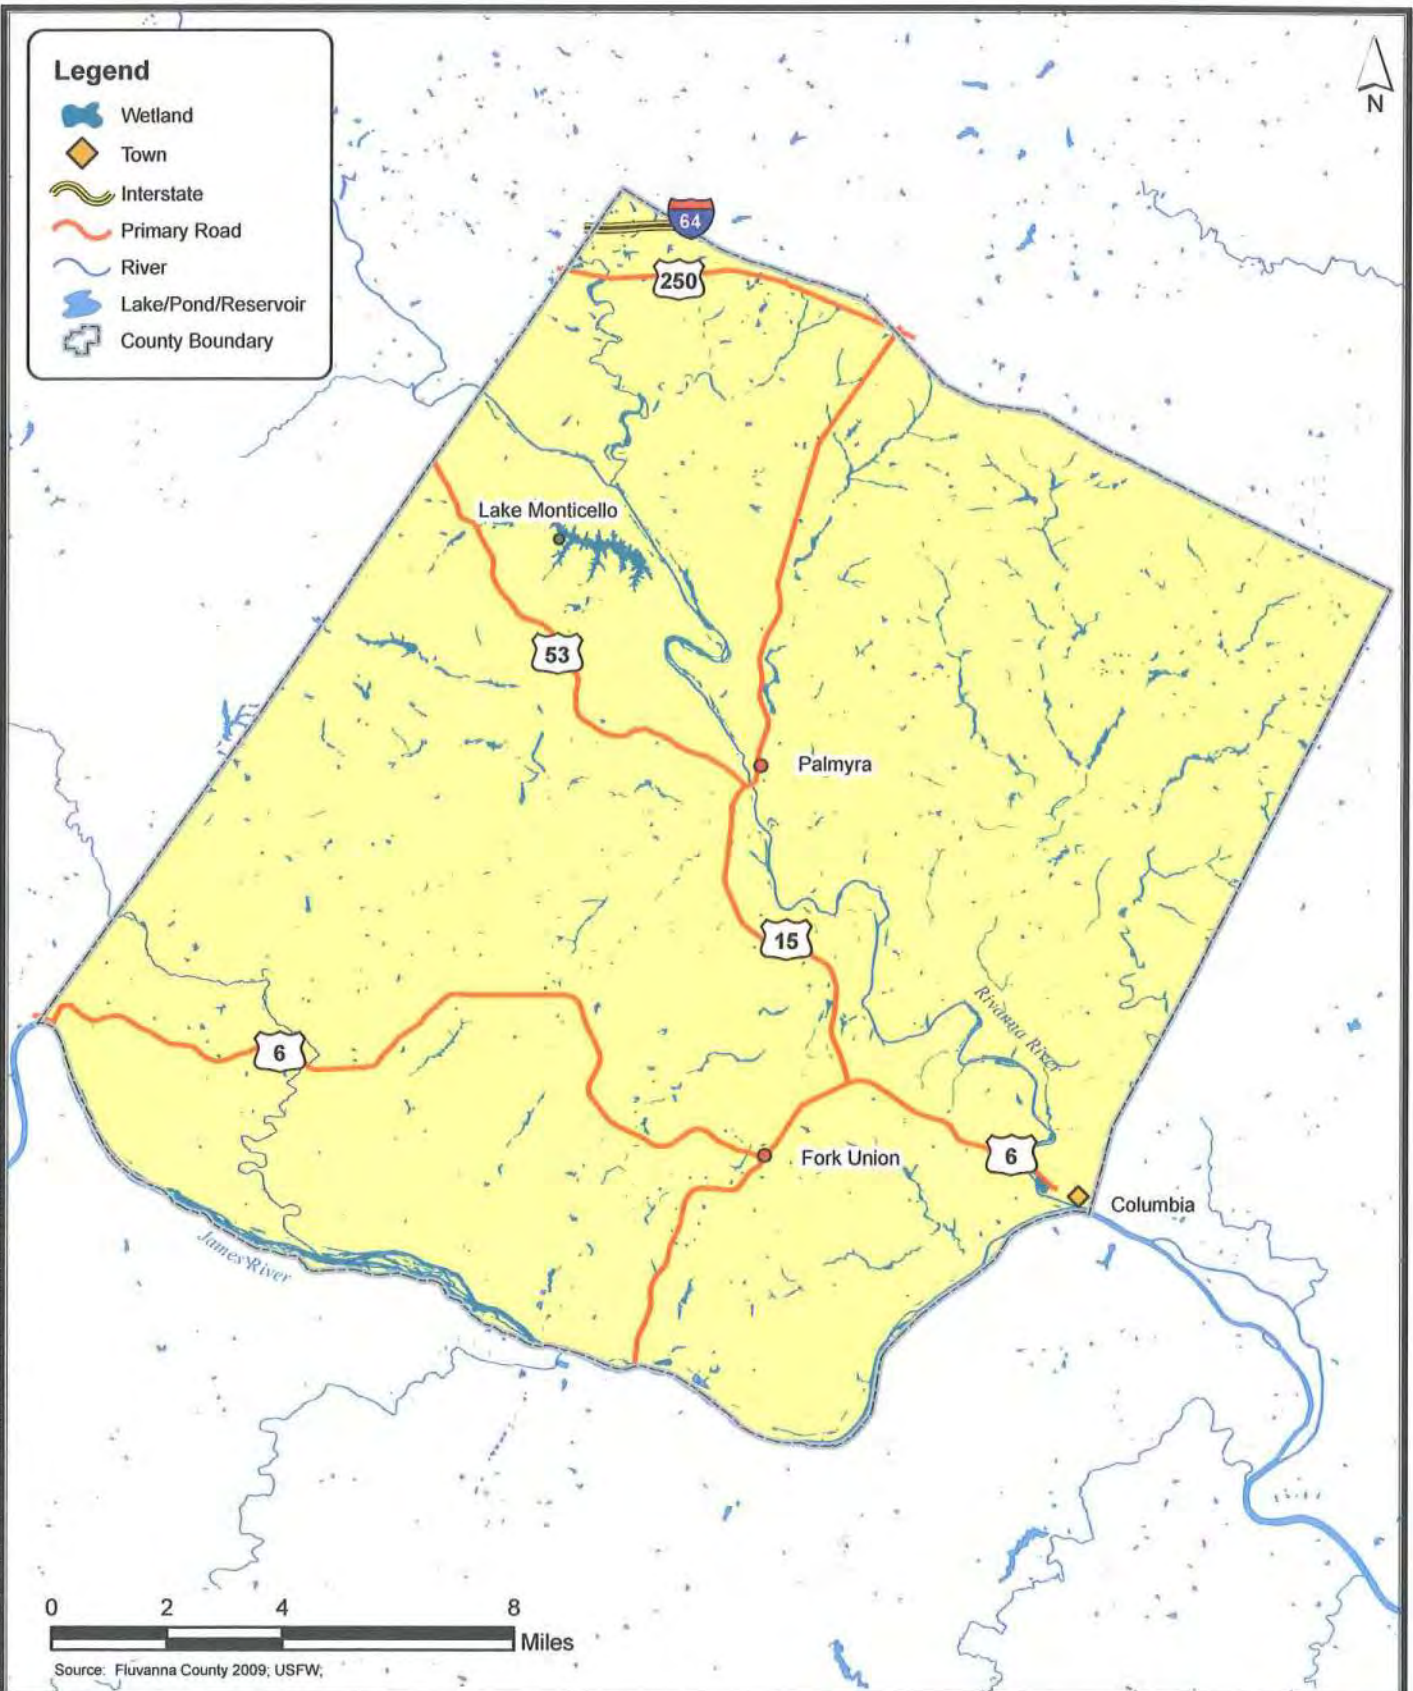 Legend
Wetland
Town
Interstate
Primary Road
River
Lake/Pond/Reservoir
County Boundary
N
64
250
Lake Monticello
53
Palmyra
15
Rivanna River
6
6
Fork Union
Columbia
James River
0 2 4 8
Miles
Source: Fluvanna County 2009; USFW;